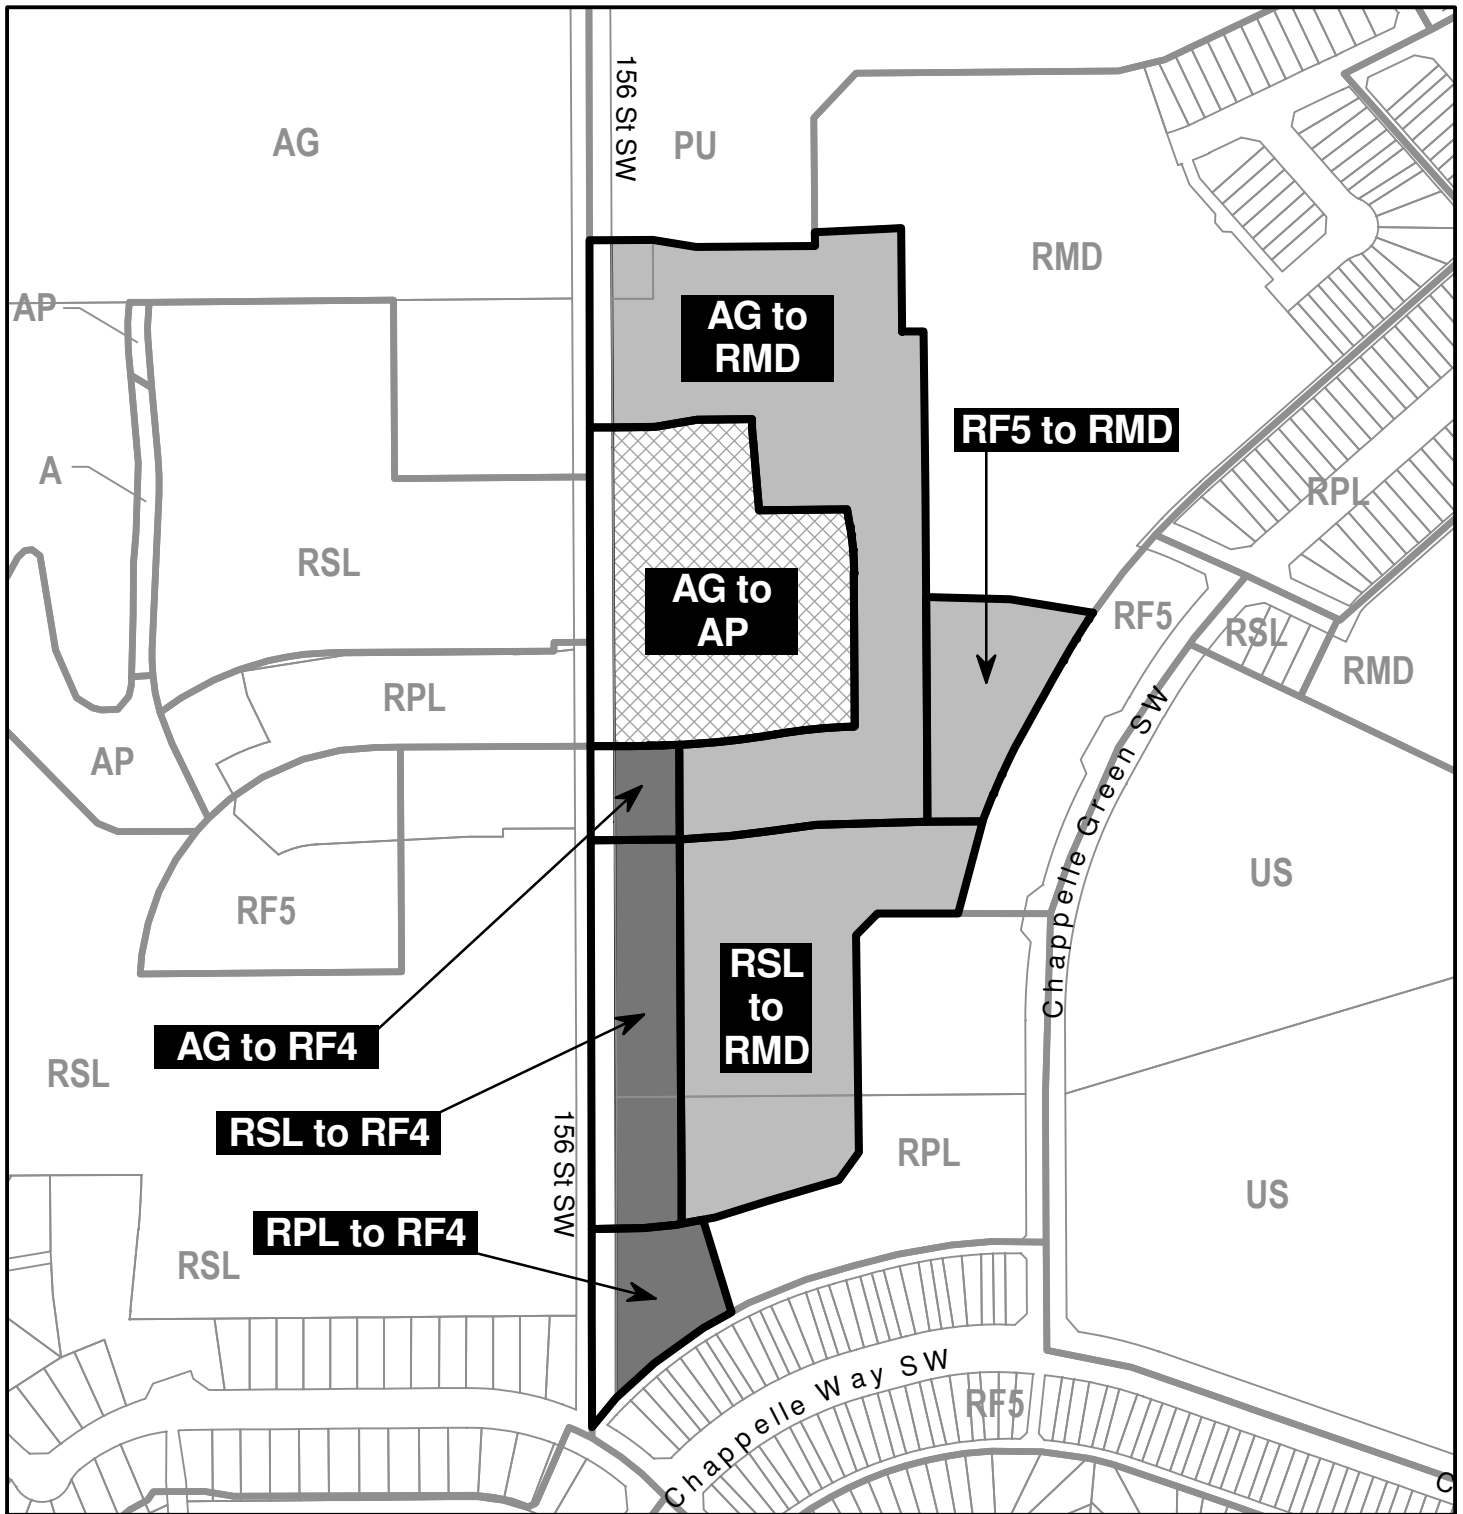 156 St SW
AG
PU
RMD
AP
AG to
RMD
RF5 to RMD
A
RPL
RSL
AG to
AP
RF5
RSL
RMD
RPL
AP
Chappelle Green SW
US
RF5
RSL
to
RMD
AG to RF4
RSL
RSL to RF4
156 St SW
RPL
US
RPL to RF4
RSL
Chappelle Way SW
RF5
C